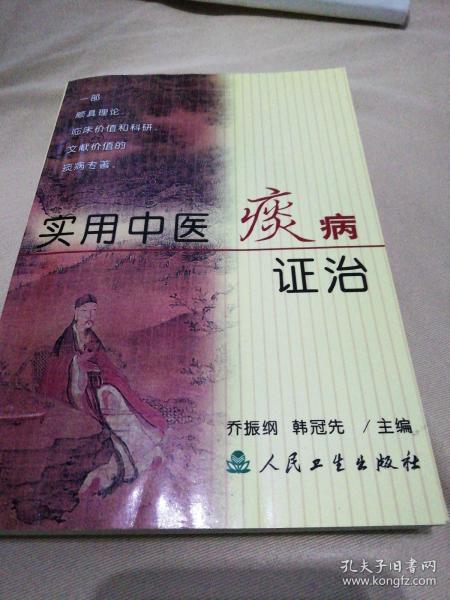 一部
颇具理论、
临床价值和科研、
文献价值的
痰病专著。
实用中医 痰 病
证治
乔振纲 韩冠先 / 主编
人民卫生出版社
孔夫子旧书网
www.kongfz.com